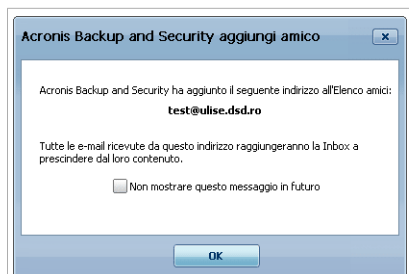 Acronis Backup and Security aggiungi amico
Acronis Backup and Security ha aggiunto il seguente indirizzo all'Elenco amici:
test@ulise.dsd.ro
Tutte le e-mail ricevute da questo indirizzo raggiungeranno la Inbox a
prescindere dal loro contenuto.
Non mostrare questo messaggio in futuro
OK